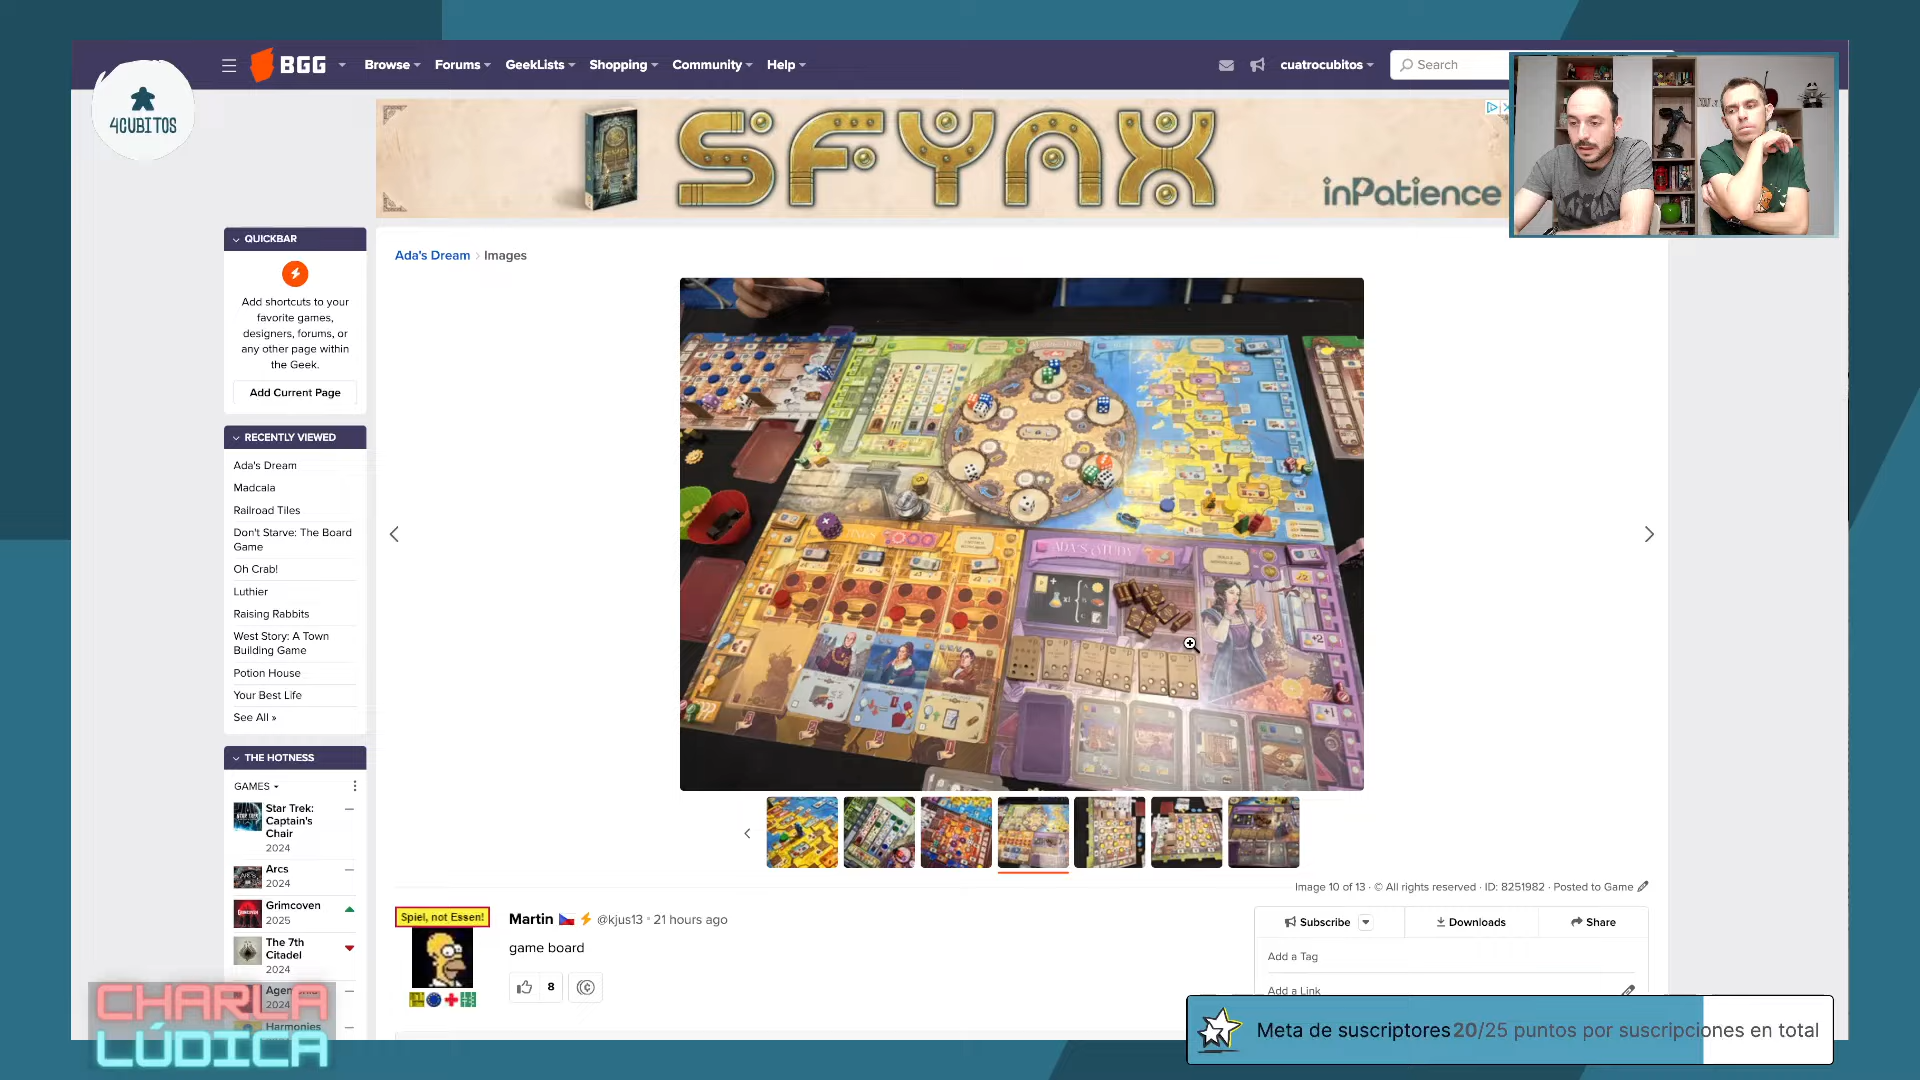 BGG
Browse
Forums
GeekLists
Shopping
Community
Help
cuatrocubitos
Search
4CUBITOS
SFYNX
inPatience
QUICKBAR
Add shortcuts to your
favorite games,
designers, forums, or
any other page within
the Geek.
Add Current Page
RECENTLY VIEWED
Ada's Dream
Madcala
Railroad Tiles
Don't Starve: The Board
Game
Oh Crab!
Luthier
Raising Rabbits
West Story: A Town
Building Game
Potion House
Your Best Life
See All »
THE HOTNESS
GAMES
Star Trek:
Captain's
Chair
2024
Arcs
2024
Grimcoven
2025
The 7th
Citadel
2024
2024
Harmonies
Ada's Dream › Images
ADA'S STUDY
Image 10 of 13 · © All rights reserved · ID: 8251982 · Posted to Game
Spiel, not Essen!
Martin @kjus13 · 21 hours ago
game board
8
Subscribe
Downloads
Share
Add a Tag
Add a Link
CHARLA
LÚDICA
Meta de suscriptores 20/25 puntos por suscripciones en total